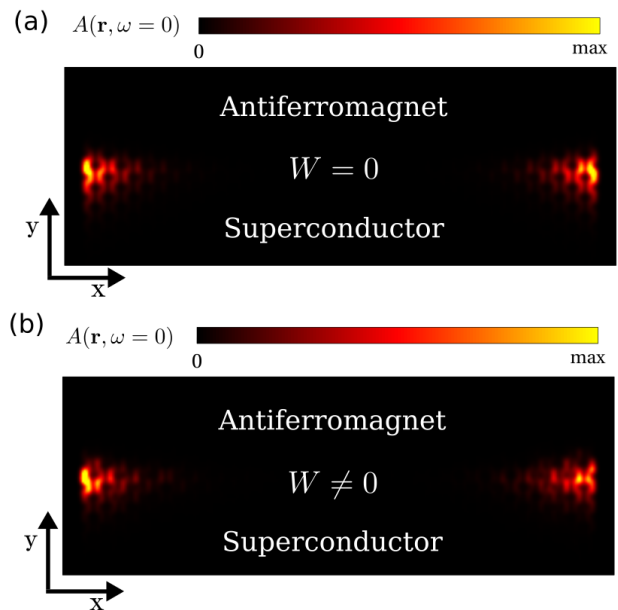 (a)
A(r, ω = 0)
0
max
Antiferromagnet
W = 0
Superconductor
y
x
(b)
A(r, ω = 0)
0
max
Antiferromagnet
W ≠ 0
Superconductor
y
x